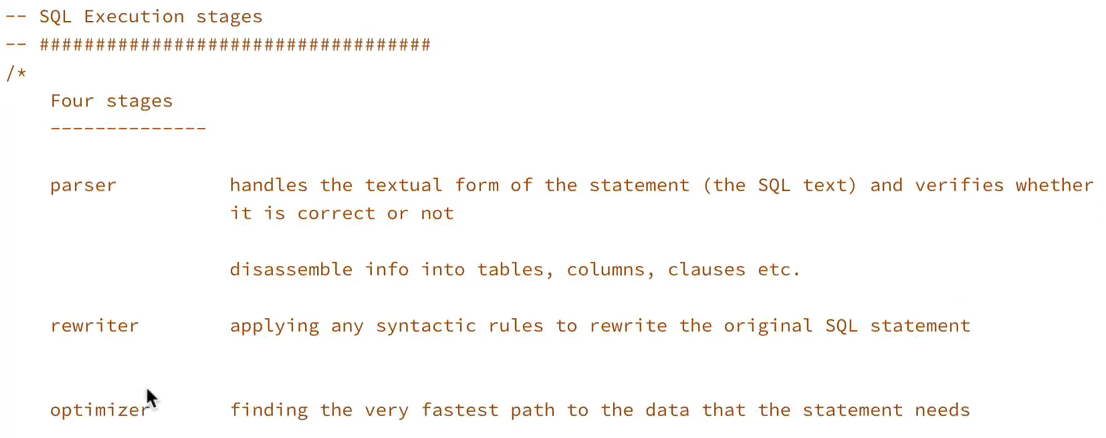 -- SQL Execution stages
-- ###################################
/*
Four stages
--------------
parser handles the textual form of the statement (the SQL text) and verifies whether
it is correct or not
disassemble info into tables, columns, clauses etc.
rewriter applying any syntactic rules to rewrite the original SQL statement
optimizer finding the very fastest path to the data that the statement needs